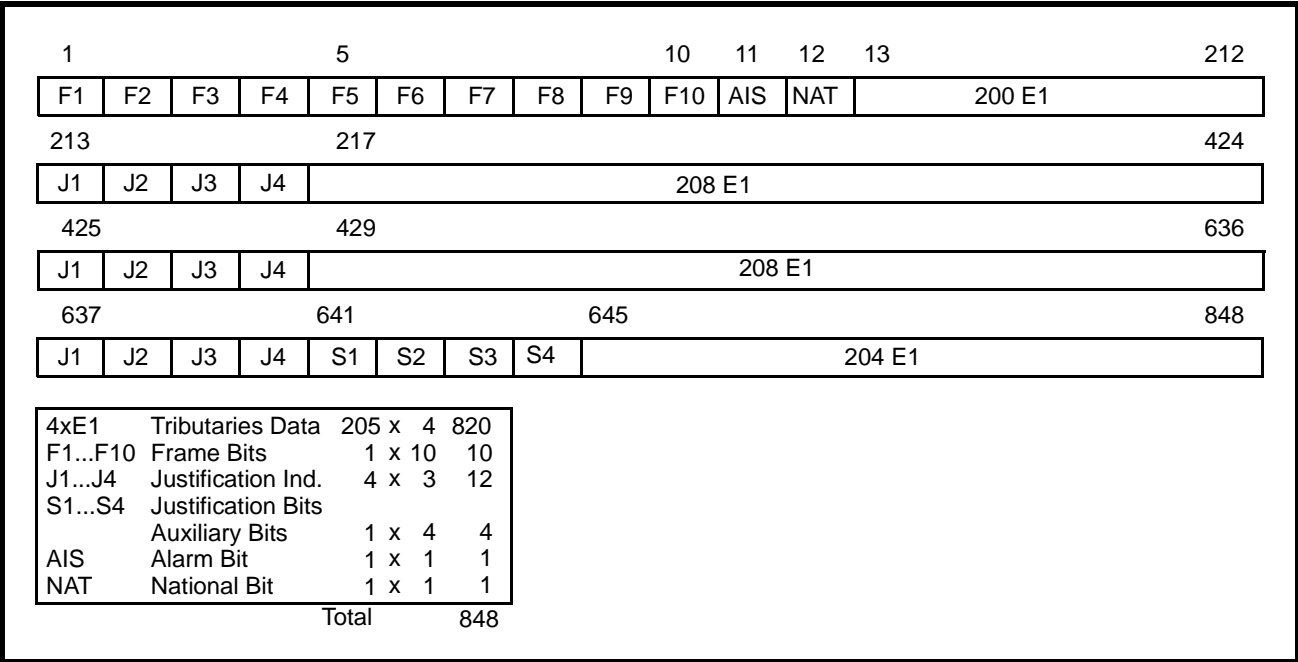 1 5 10 11 12 13 212
F1 F2 F3 F4 F5 F6 F7 F8 F9 F10 AIS NAT 200 E1
213 217 424
J1 J2 J3 J4 208 E1
425 429 636
J1 J2 J3 J4 208 E1
637 641 645 848
J1 J2 J3 J4 S1 S2 S3 S4 204 E1
4xE1 Tributaries Data 205 x 4 820
F1...F10 Frame Bits 1 x 10 10
J1...J4 Justification Ind. 4 x 3 12
S1...S4 Justification Bits
Auxiliary Bits 1 x 4 4
AIS Alarm Bit 1 x 1 1
NAT National Bit 1 x 1 1
Total 848